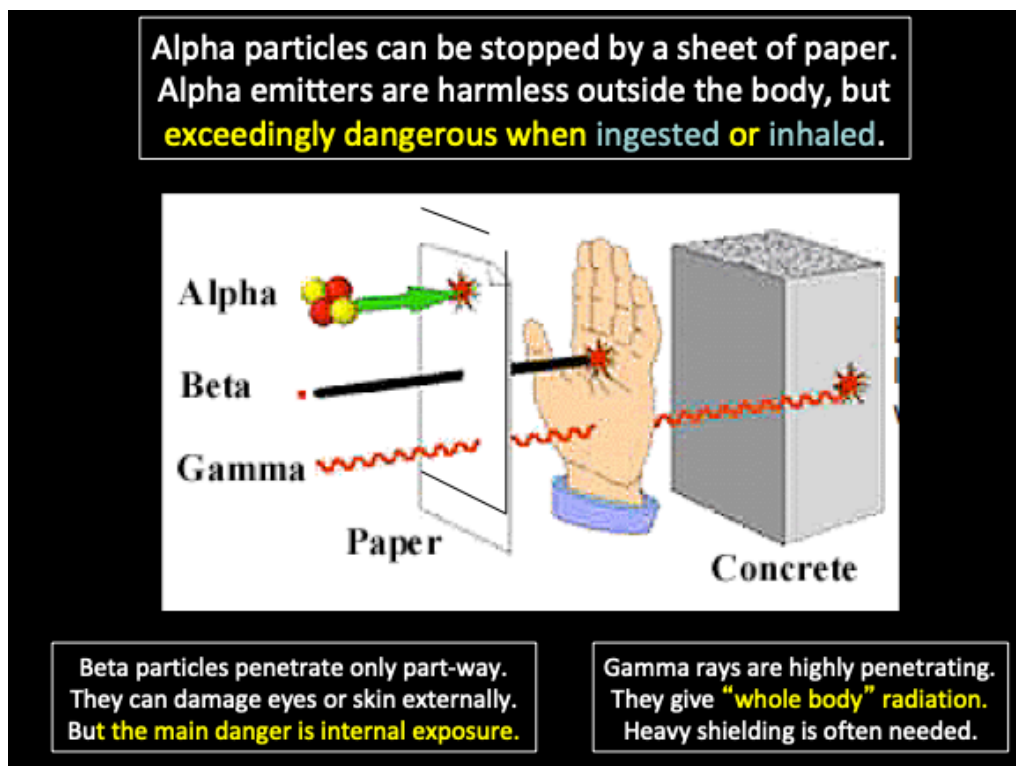 Alpha particles can be stopped by a sheet of paper.
Alpha emitters are harmless outside the body, but
exceedingly dangerous when ingested or inhaled.
Alpha
Beta
Gamma
Paper
Concrete
Beta particles penetrate only part-way.
They can damage eyes or skin externally.
But the main danger is internal exposure.
Gamma rays are highly penetrating.
They give “whole body” radiation.
Heavy shielding is often needed.